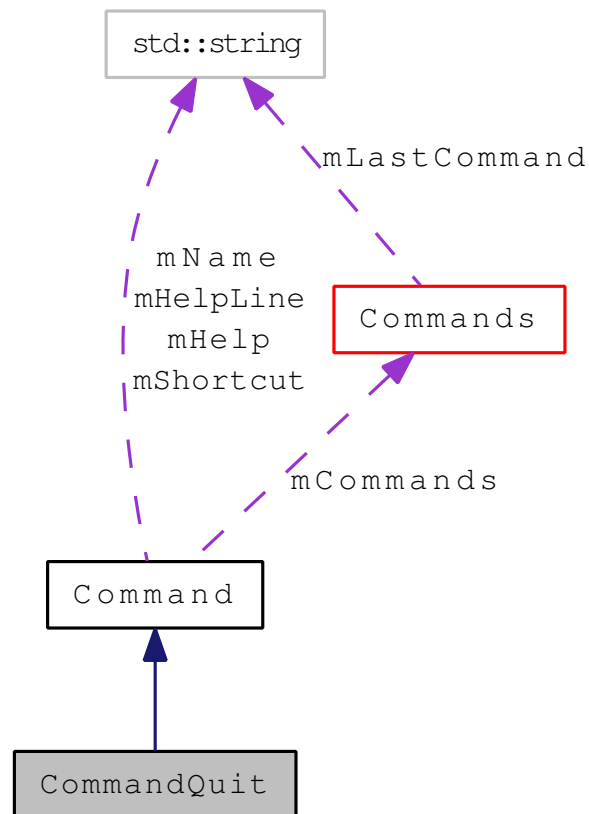 std::string
mLastCommand
mName
mHelpLine
mHelp
mShortcut
Commands
mCommands
Command
CommandQuit